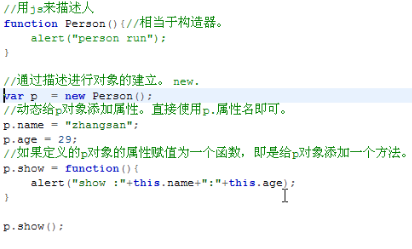 //用js来描述人
function Person(){//相当于构造器。
    alert("person run");
}
//通过描述进行对象的建立。 new.
var p  = new Person();
//动态给p对象添加属性。直接使用p.属性名即可。
p.name = "zhangsan";
p.age = 29;
//如果定义的p对象的属性赋值为一个函数，即是给p对象添加一个方法。
p.show = function(){
    alert("show :"+this.name+":"+this.age);
}
p.show();